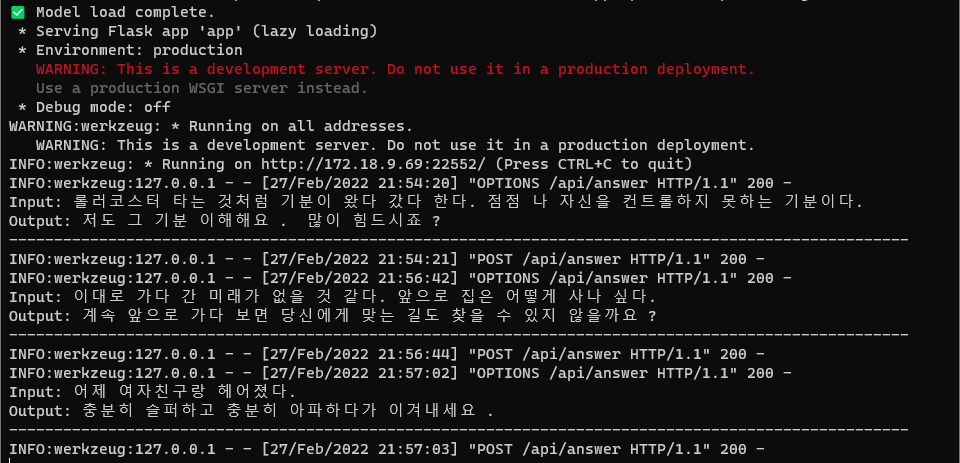 ✅ Model load complete.
 * Serving Flask app 'app' (lazy loading)
 * Environment: production
   WARNING: This is a development server. Do not use it in a production deployment.
   Use a production WSGI server instead.
 * Debug mode: off
WARNING:werkzeug: * Running on all addresses.
   WARNING: This is a development server. Do not use it in a production deployment.
INFO:werkzeug: * Running on http://172.18.9.69:22552/ (Press CTRL+C to quit)
INFO:werkzeug:127.0.0.1 - - [27/Feb/2022 21:54:20] "OPTIONS /api/answer HTTP/1.1" 200 -
Input: 롤러코스터 타는 것처럼 기분이 왔다 갔다 한다. 점점 나 자신을 컨트롤하지 못하는 기분이다.
Output: 저도 그 기분 이해해요 .  많이 힘드시죠 ?
----------------------------------------------------------------------------------------------------
INFO:werkzeug:127.0.0.1 - - [27/Feb/2022 21:54:21] "POST /api/answer HTTP/1.1" 200 -
INFO:werkzeug:127.0.0.1 - - [27/Feb/2022 21:56:42] "OPTIONS /api/answer HTTP/1.1" 200 -
Input: 이대로 가다 간 미래가 없을 것 같다. 앞으로 집은 어떻게 사나 싶다.
Output: 계속 앞으로 가다 보면 당신에게 맞는 길도 찾을 수 있지 않을까요 ?
----------------------------------------------------------------------------------------------------
INFO:werkzeug:127.0.0.1 - - [27/Feb/2022 21:56:44] "POST /api/answer HTTP/1.1" 200 -
INFO:werkzeug:127.0.0.1 - - [27/Feb/2022 21:57:02] "OPTIONS /api/answer HTTP/1.1" 200 -
Input: 어제 여자친구랑 헤어졌다.
Output: 충분히 슬퍼하고 충분히 아파하다가 이겨내세요 .
----------------------------------------------------------------------------------------------------
INFO:werkzeug:127.0.0.1 - - [27/Feb/2022 21:57:03] "POST /api/answer HTTP/1.1" 200 -